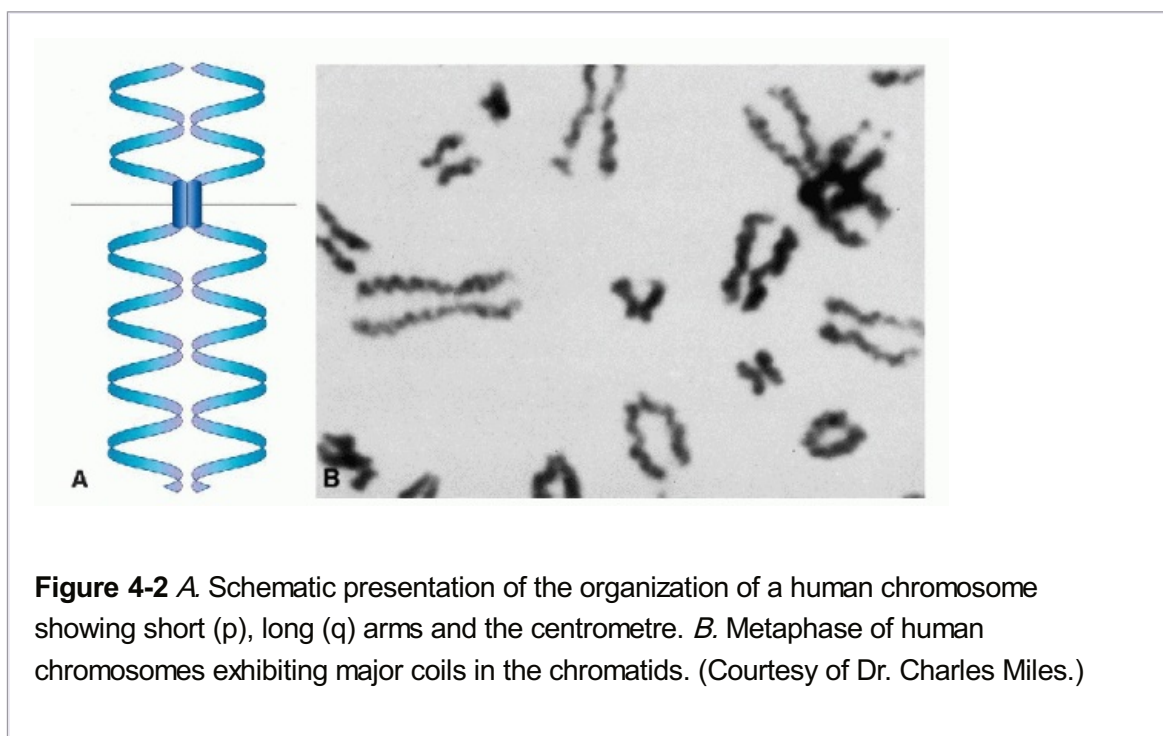 A
B
Figure 4-2 A. Schematic presentation of the organization of a human chromosome
showing short (p), long (q) arms and the centrometre. B. Metaphase of human
chromosomes exhibiting major coils in the chromatids. (Courtesy of Dr. Charles Miles.)